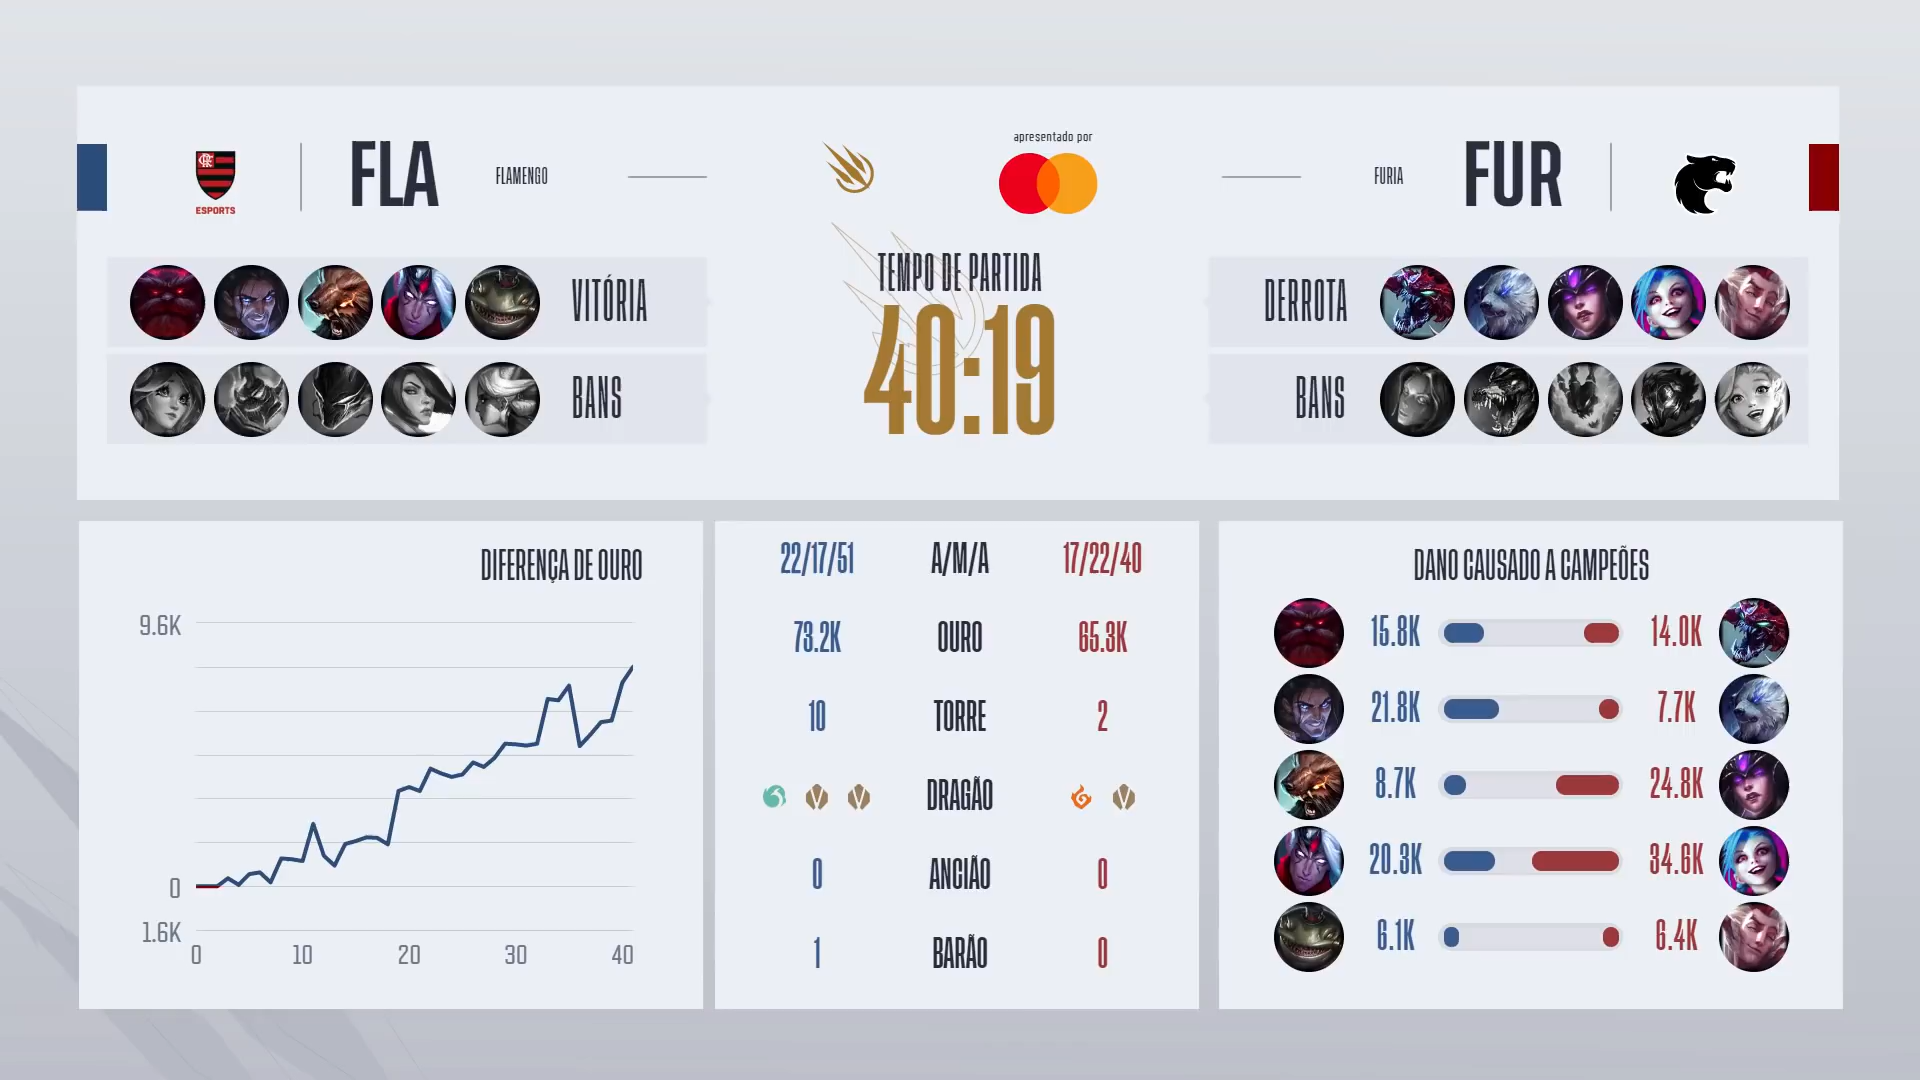 apresentado por
ESPORTS
FLA
FLAMENGO
FURIA
FUR
TEMPO DE PARTIDA
40:19
VITÓRIA
DERROTA
BANS
BANS
DIFERENÇA DE OURO
9.6K
0
1.6K
0 10 20 30 40
22/17/51 A/M/A 17/22/40
73.2K OURO 65.3K
10 TORRE 2
DRAGÃO
0 ANCIÃO 0
1 BARÃO 0
DANO CAUSADO A CAMPEÕES
15.8K 14.0K
21.8K 7.7K
8.7K 24.8K
20.3K 34.6K
6.1K 6.4K